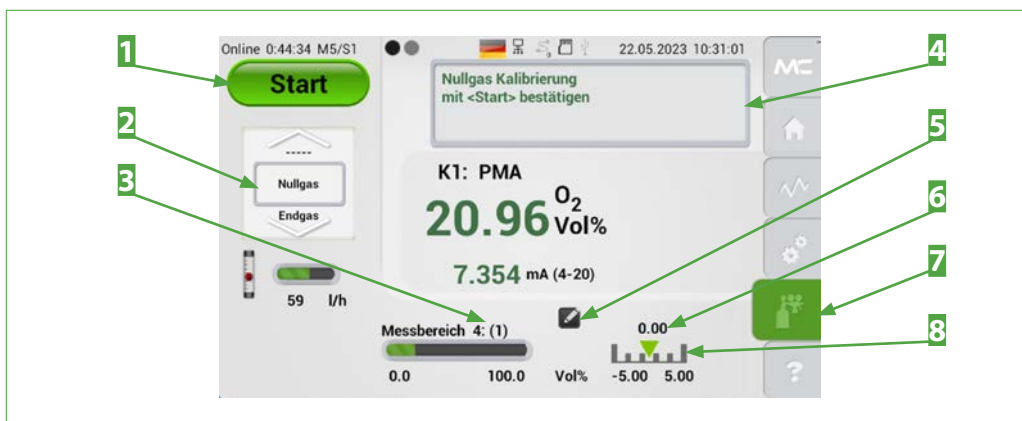 1
Online 0:44:34 M5/S1
22.05.2023 10:31:01
4
MC
Start
Nullgas Kalibrierung
mit <Start> bestätigen
2
-----
Nullgas
Endgas
3
5
K1: PMA
20.96 O2 Vol%
6
7.354 mA (4-20)
59 l/h
7
Messbereich 4: (1)
0.00
8
0.0 100.0 Vol% -5.00 5.00
?